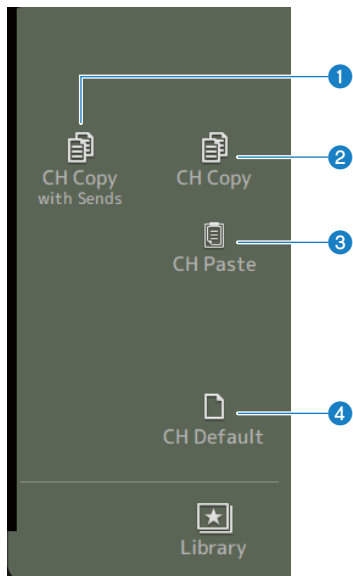 1
CH Copy
with Sends
CH Copy
2
CH Paste
3
CH Default
4
Library